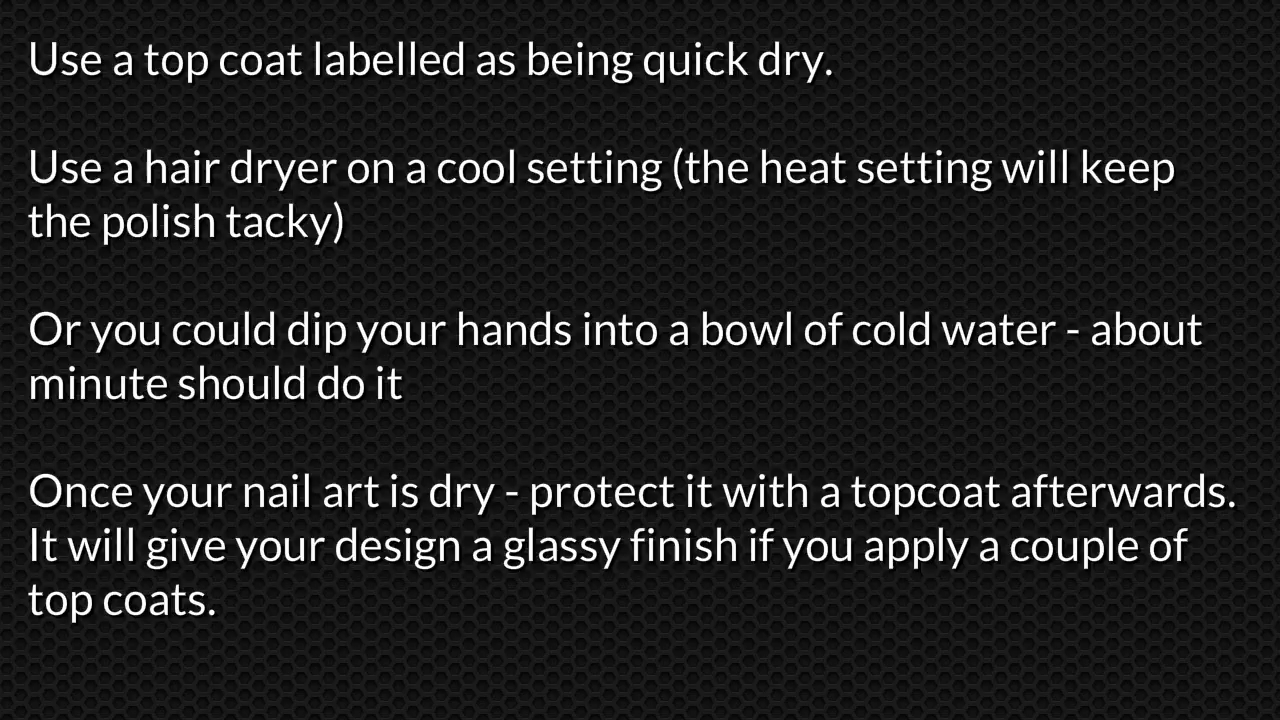 Use a top coat labelled as being quick dry.
Use a hair dryer on a cool setting (the heat setting will keep
the polish tacky)
Or you could dip your hands into a bowl of cold water - about
minute should do it
Once your nail art is dry - protect it with a topcoat afterwards.
It will give your design a glassy finish if you apply a couple of
top coats.